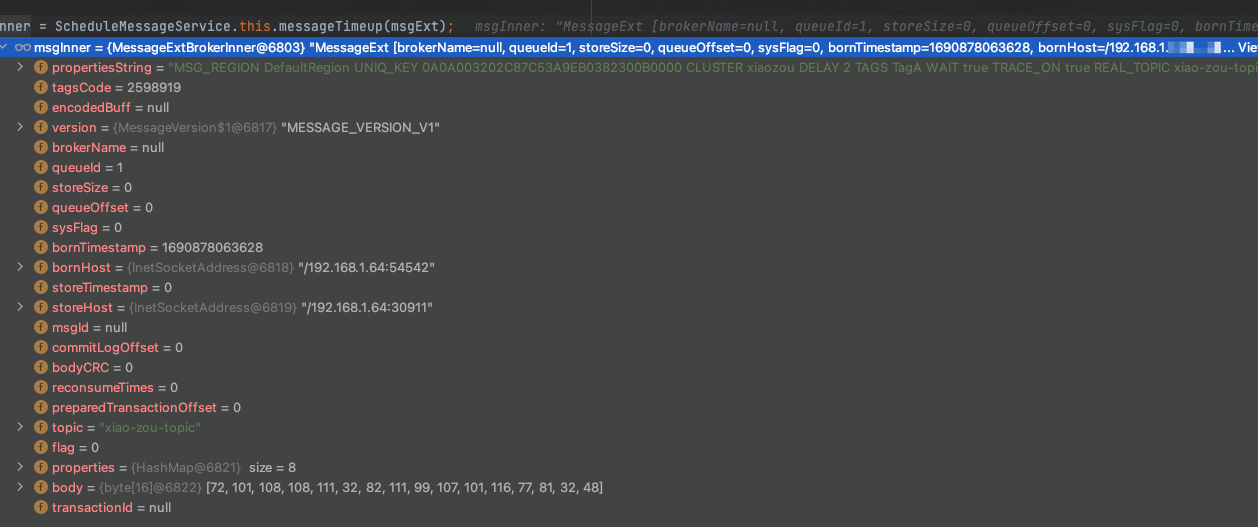 nner = ScheduleMessageService.this.messageTimeup(msgExt); msgInner: "MessageExt [brokerName=null, queueId=1, storeSize=0, queueOffset=0, sysFlag=0, bornTime
msgInner = {MessageExtBrokerInner@6803} "MessageExt [brokerName=null, queueId=1, storeSize=0, queueOffset=0, sysFlag=0, bornTimestamp=1690878063628, bornHost=/192.168.1. ... View
propertiesString = "MSG_REGION DefaultRegion UNIQ_KEY 0A0A003202C87C53A9EB0382300B0000 CLUSTER xiaozou DELAY 2 TAGS TagA WAIT true TRACE_ON true REAL_TOPIC xiao-zou-topi
tagsCode = 2598919
encodedBuff = null
version = {MessageVersion$1@6817} "MESSAGE_VERSION_V1"
brokerName = null
queueId = 1
storeSize = 0
queueOffset = 0
sysFlag = 0
bornTimestamp = 1690878063628
bornHost = {InetSocketAddress@6818} "/192.168.1.64:54542"
storeTimestamp = 0
storeHost = {InetSocketAddress@6819} "/192.168.1.64:30911"
msgId = null
commitLogOffset = 0
bodyCRC = 0
reconsumeTimes = 0
preparedTransactionOffset = 0
topic = "xiao-zou-topic"
flag = 0
properties = {HashMap@6821} size = 8
body = {byte[16]@6822} [72, 101, 108, 108, 111, 32, 82, 111, 99, 107, 101, 116, 77, 81, 32, 48]
transactionId = null